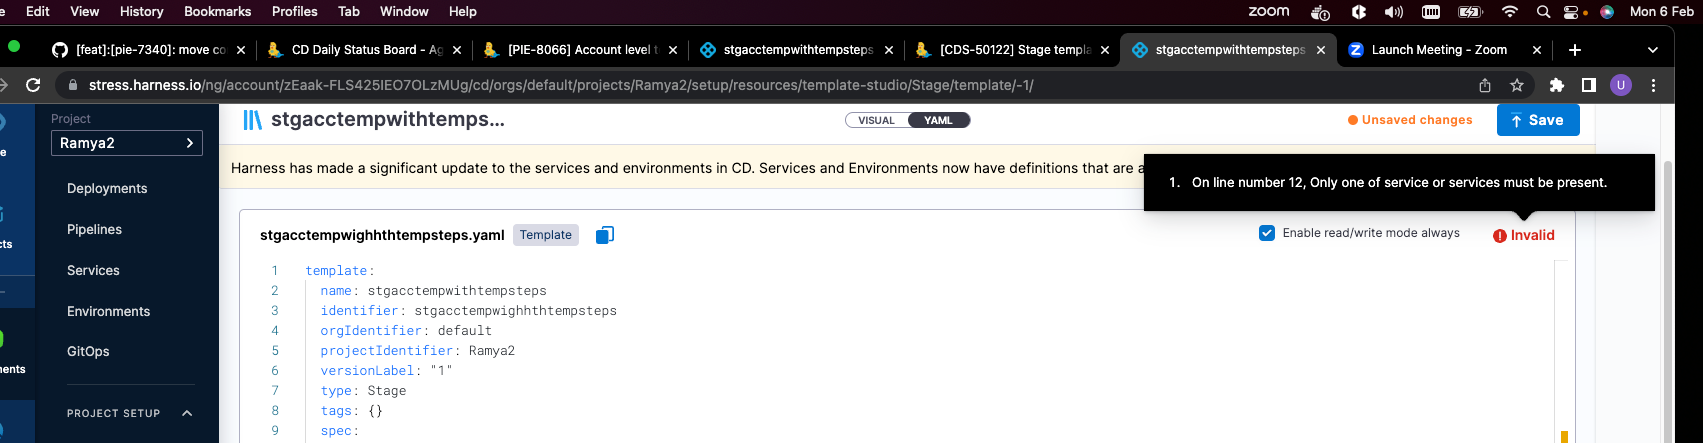 e Edit View History Bookmarks Profiles Tab Window Help zoom Mon 6 Feb
[feat]:[pie-7340]: move co × CD Daily Status Board - Ag × [PIE-8066] Account level t × stgacctempwithtempsteps × [CDS-50122] Stage templa × stgacctempwithtempsteps × Launch Meeting - Zoom × +
stress.harness.io/ng/account/zEaak-FLS425IEO7OLzMUg/cd/orgs/default/projects/Ramya2/setup/resources/template-studio/Stage/template/-1/ U
Project
Ramya2
Deployments
Pipelines
Services
Environments
GitOps
PROJECT SETUP
e
cts
nents
stgacctempwithtemps...
VISUAL YAML
Unsaved changes
Save
Harness has made a significant update to the services and environments in CD. Services and Environments now have definitions that are a
1. On line number 12, Only one of service or services must be present.
stgacctempwighhthtempsteps.yaml Template
Enable read/write mode always
Invalid
1 template:
2 name: stgacctempwithtempsteps
3 identifier: stgacctempwighhthtempsteps
4 orgIdentifier: default
5 projectIdentifier: Ramya2
6 versionLabel: "1"
7 type: Stage
8 tags: {}
9 spec: